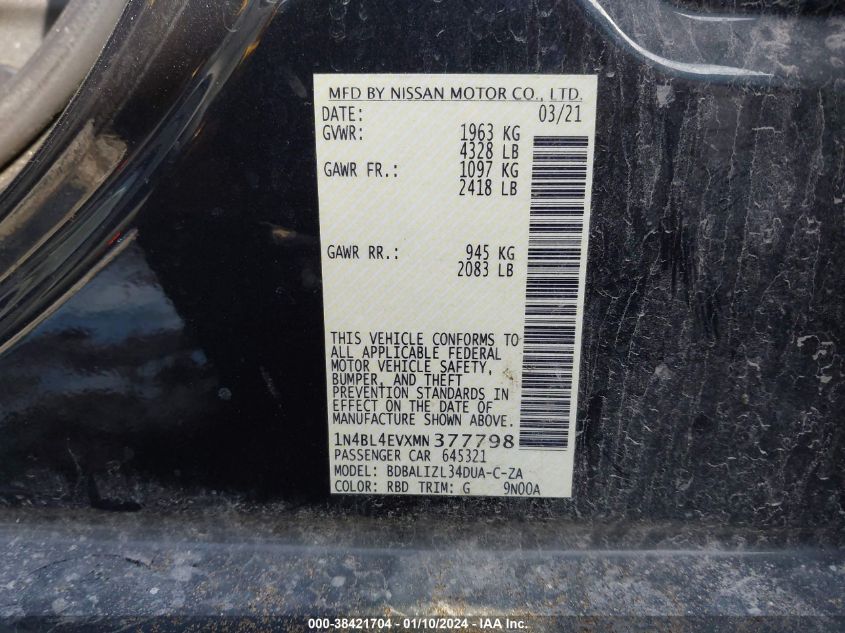 MFD BY NISSAN MOTOR CO., LTD.
DATE: 03/21
GVWR: 1963 KG
4328 LB
GAWR FR.: 1097 KG
2418 LB
GAWR RR.: 945 KG
2083 LB
THIS VEHICLE CONFORMS TO
ALL APPLICABLE FEDERAL
MOTOR VEHICLE SAFETY,
BUMPER, AND THEFT
PREVENTION STANDARDS IN
EFFECT ON THE DATE OF
MANUFACTURE SHOWN ABOVE.
1N4BL4EVXMN377798
PASSENGER CAR 645321
MODEL: BDBALIZL34DUA-C-ZA
COLOR: RBD TRIM: G 9N00A
000-38421704 - 01/10/2024 - IAA Inc.